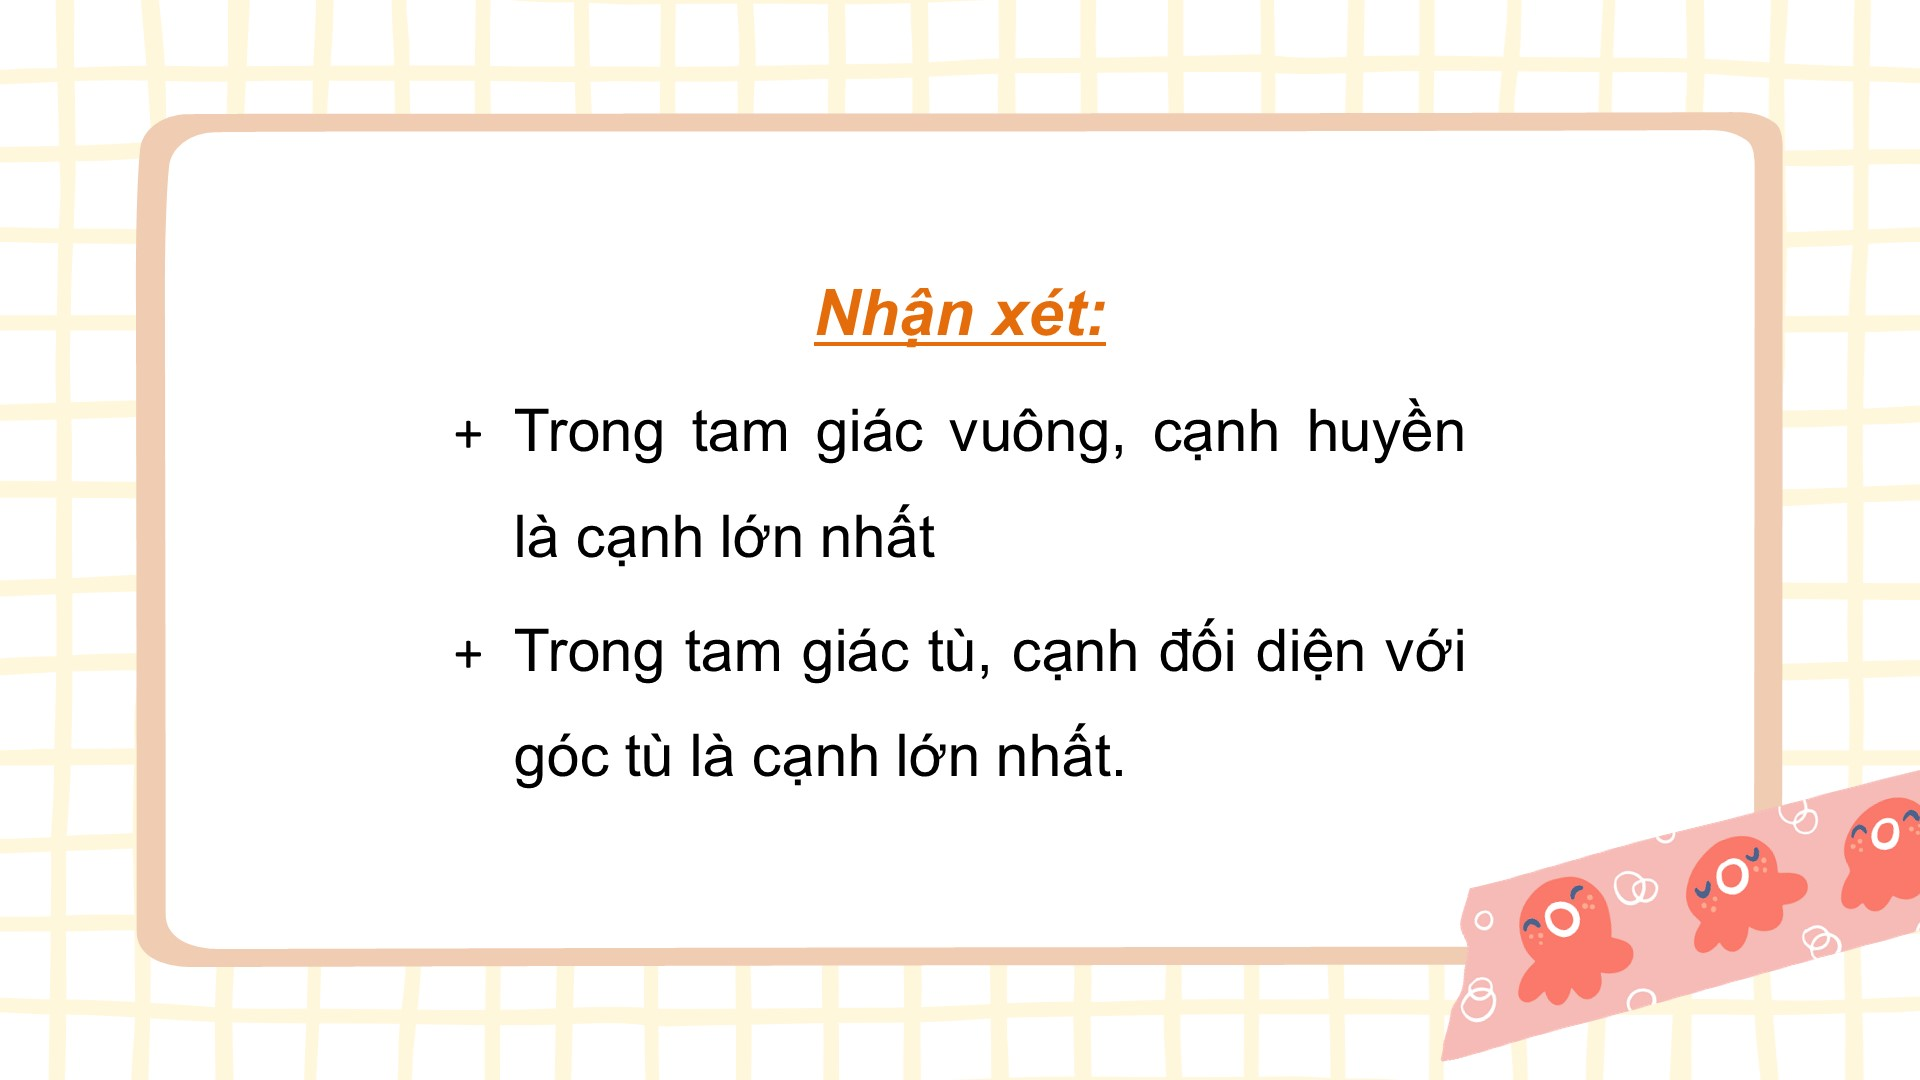 Nhận xét:
+ Trong tam giác vuông, cạnh huyền
là cạnh lớn nhất
+ Trong tam giác tù, cạnh đối diện với
góc tù là cạnh lớn nhất.